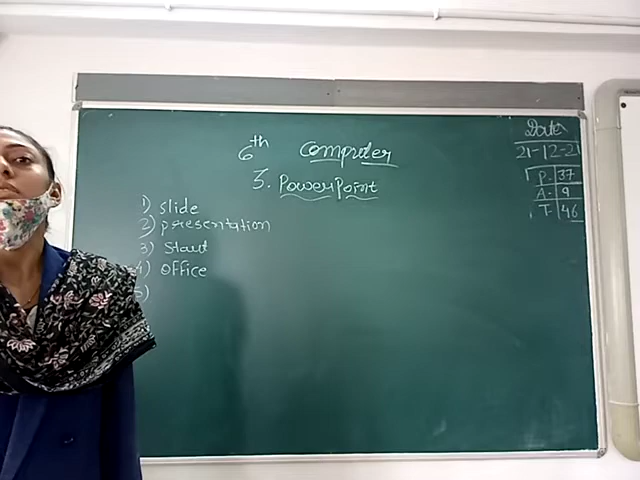 6th Computer
3. PowerPoint
1) Slide
2) presentation
3) Start
4) Office
5)
Date
21-12-21
P. 37
A. 9
T 46